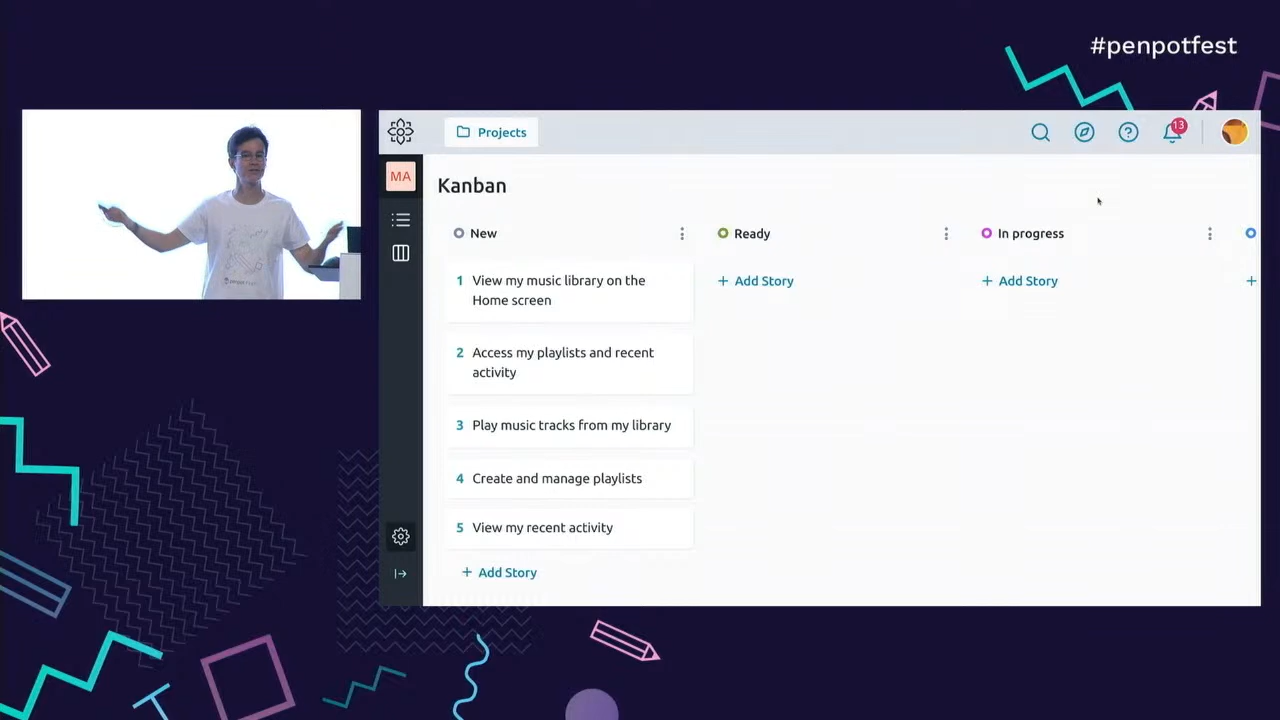 #penpotfest
Projects
13
MA
Kanban
New
Ready
In progress
1 View my music library on the
Home screen
2 Access my playlists and recent
activity
3 Play music tracks from my library
4 Create and manage playlists
5 View my recent activity
+ Add Story
+ Add Story
+ Add Story
+